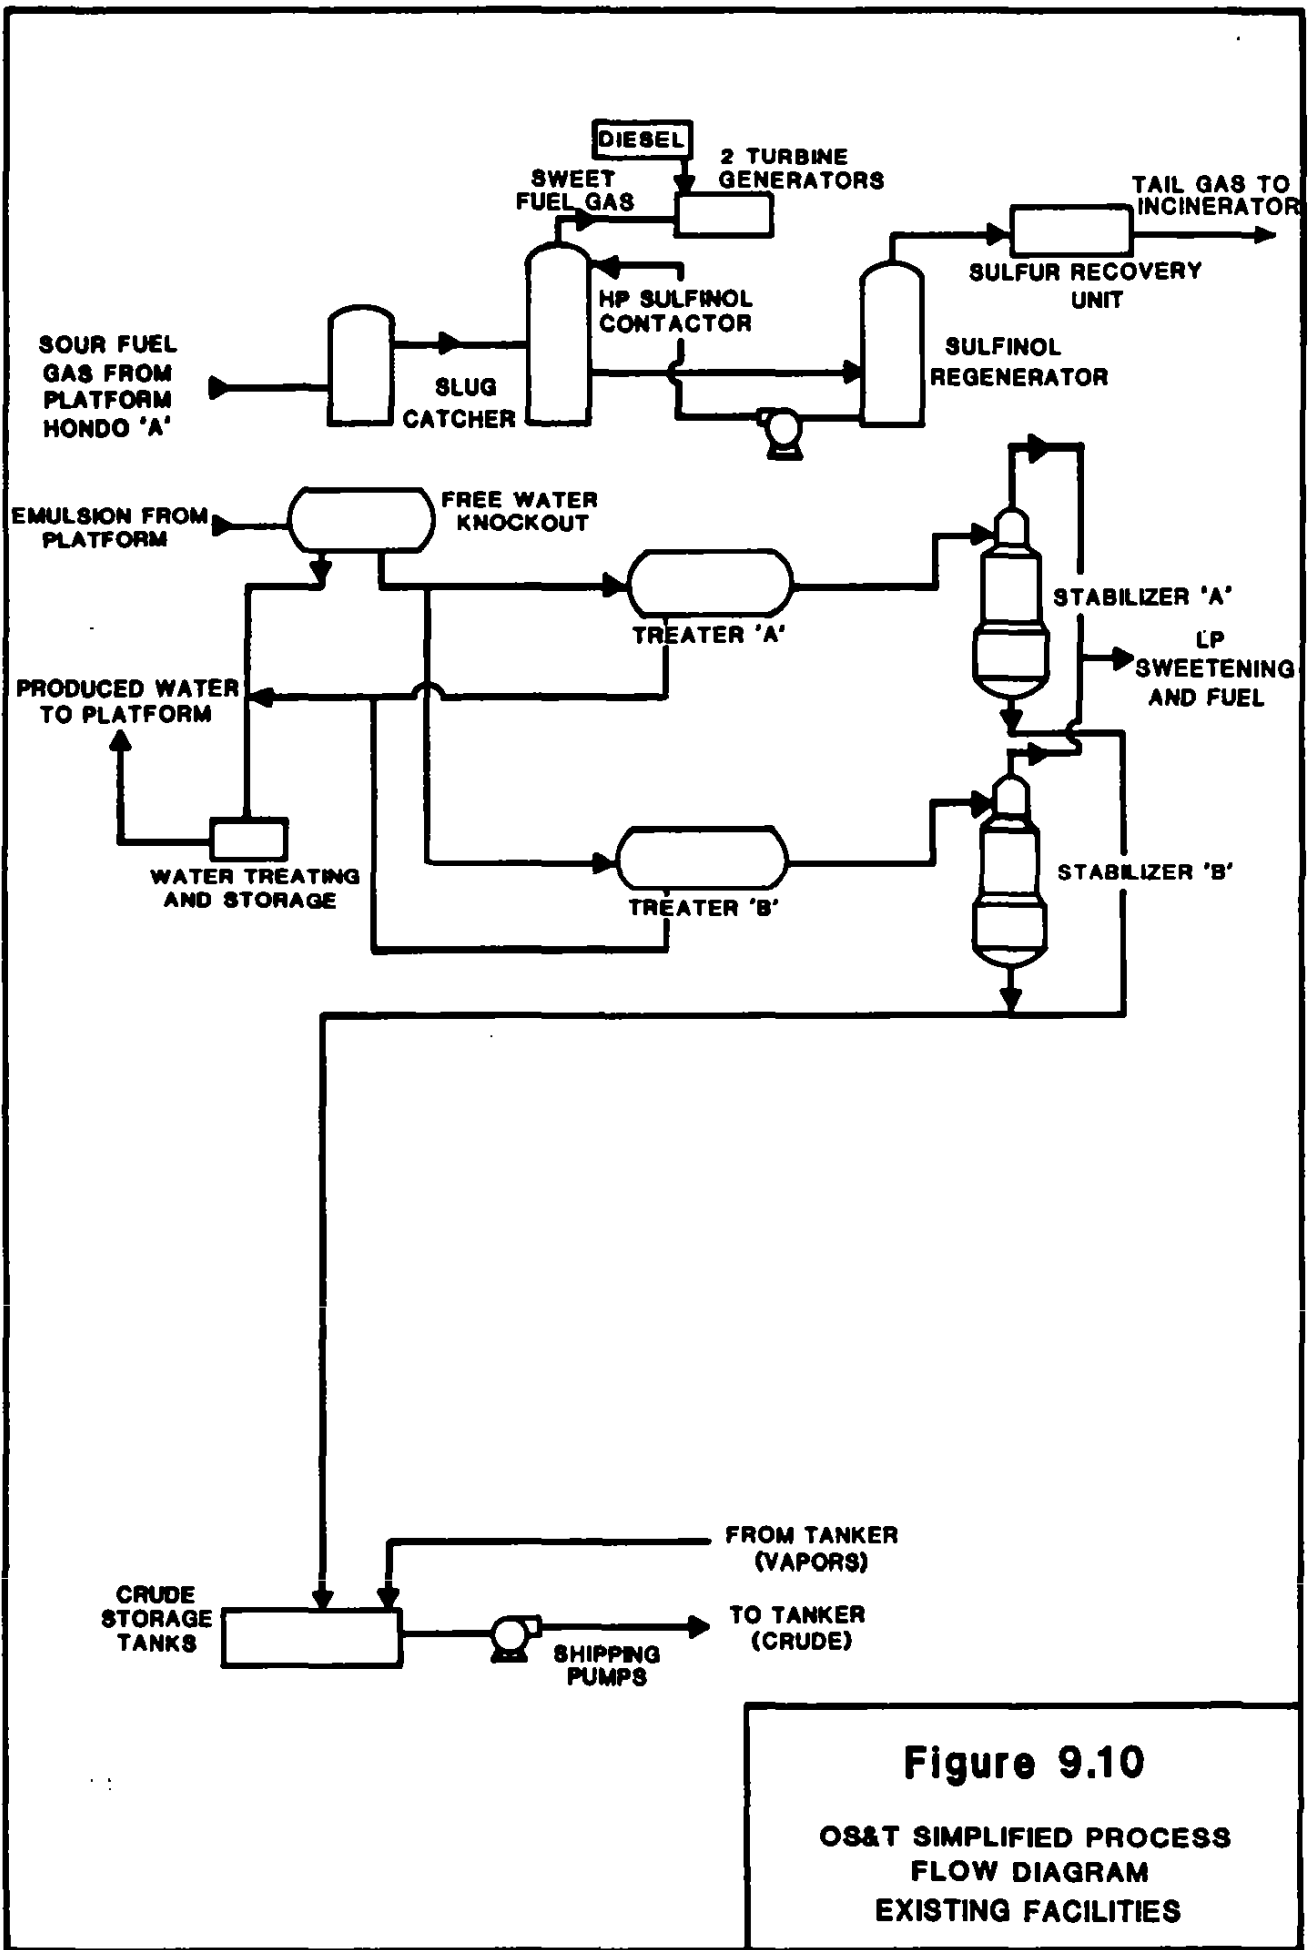 DIESEL
2 TURBINE
GENERATORS
SWEET
FUEL GAS
TAIL GAS TO
INCINERATOR
SULFUR RECOVERY
UNIT
HP SULFINOL
CONTACTOR
SOUR FUEL
GAS FROM
PLATFORM
HONDO 'A'
SLUG
CATCHER
SULFINOL
REGENERATOR
EMULSION FROM
PLATFORM
FREE WATER
KNOCKOUT
TREATER 'A'
STABILIZER 'A'
LP
SWEETENING
AND FUEL
PRODUCED WATER
TO PLATFORM
WATER TREATING
AND STORAGE
TREATER 'B'
STABILIZER 'B'
FROM TANKER
(VAPORS)
CRUDE
STORAGE
TANKS
TO TANKER
(CRUDE)
SHIPPING
PUMPS
Figure 9.10
OS&T SIMPLIFIED PROCESS
FLOW DIAGRAM
EXISTING FACILITIES